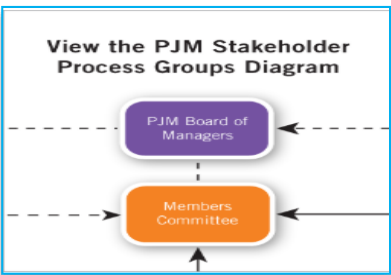 View the PJM Stakeholder
Process Groups Diagram
PJM Board of
Managers
Members
Committee